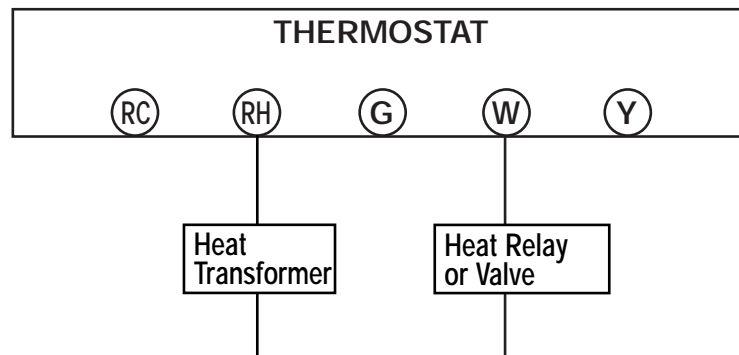 THERMOSTAT
RC RH G W Y
Heat
Transformer
Heat Relay
or Valve